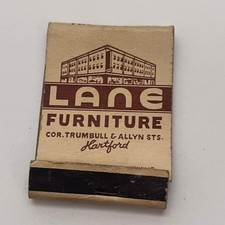 LANE
FURNITURE
COR. TRUMBULL & ALLYN STS.
Hartford